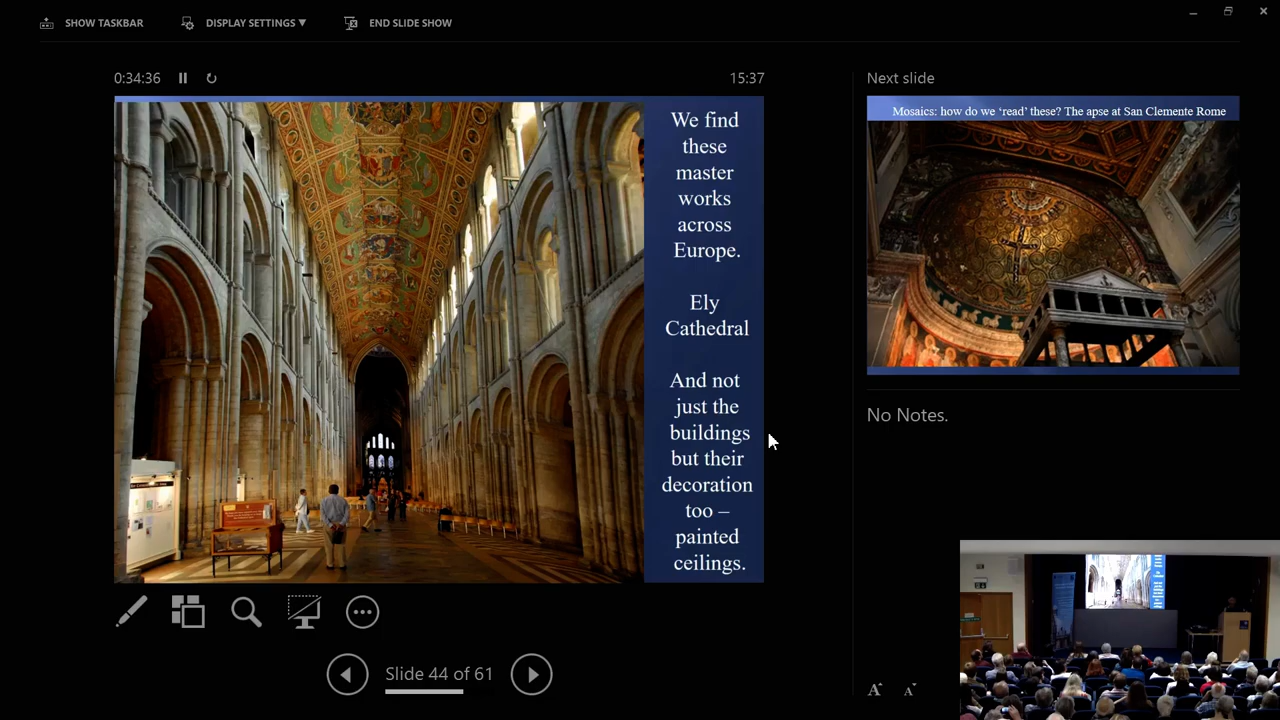 SHOW TASKBAR
DISPLAY SETTINGS ▼
END SLIDE SHOW
0:34:36
15:37
Next slide
We find
these
master
works
across
Europe.
Ely
Cathedral
And not
just the
buildings
but their
decoration
too –
painted
ceilings.
Mosaics: how do we ‘read’ these? The apse at San Clemente Rome
No Notes.
Slide 44 of 61
A A